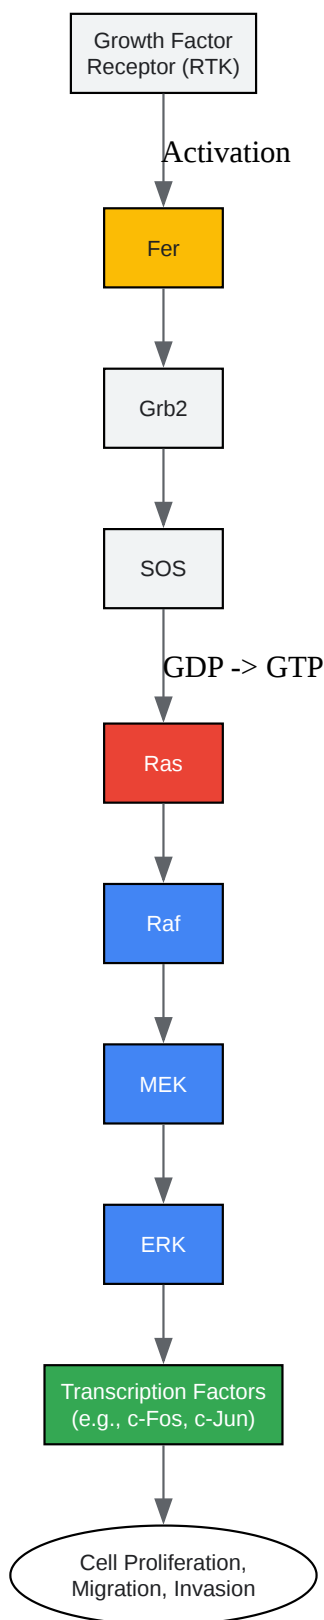 Growth Factor
Receptor (RTK)
Activation
Fer
Grb2
SOS
GDP -> GTP
Ras
Raf
MEK
ERK
Transcription Factors
(e.g., c-Fos, c-Jun)
Cell Proliferation,
Migration, Invasion